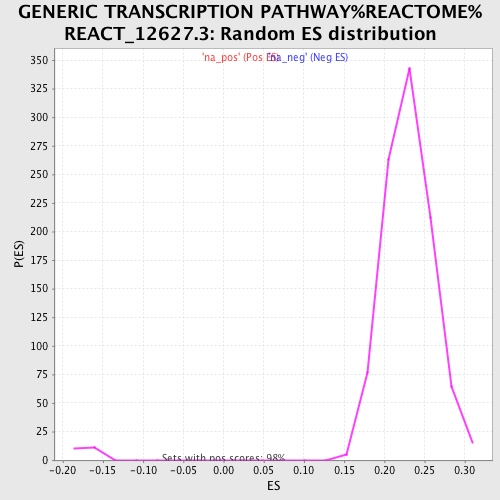 GENERIC TRANSCRIPTION PATHWAY%REACTOME%
REACT_12627.3: Random ES distribution
'na_pos' (Pos ES) 'na_neg' (Neg ES)
350
325
300
275
250
225
200
175
150
125
100
75
50
25
0
P(ES)
Sets with pos scores: 98%
-0.20 -0.15 -0.10 -0.05 0.00 0.05 0.10 0.15 0.20 0.25 0.30
ES